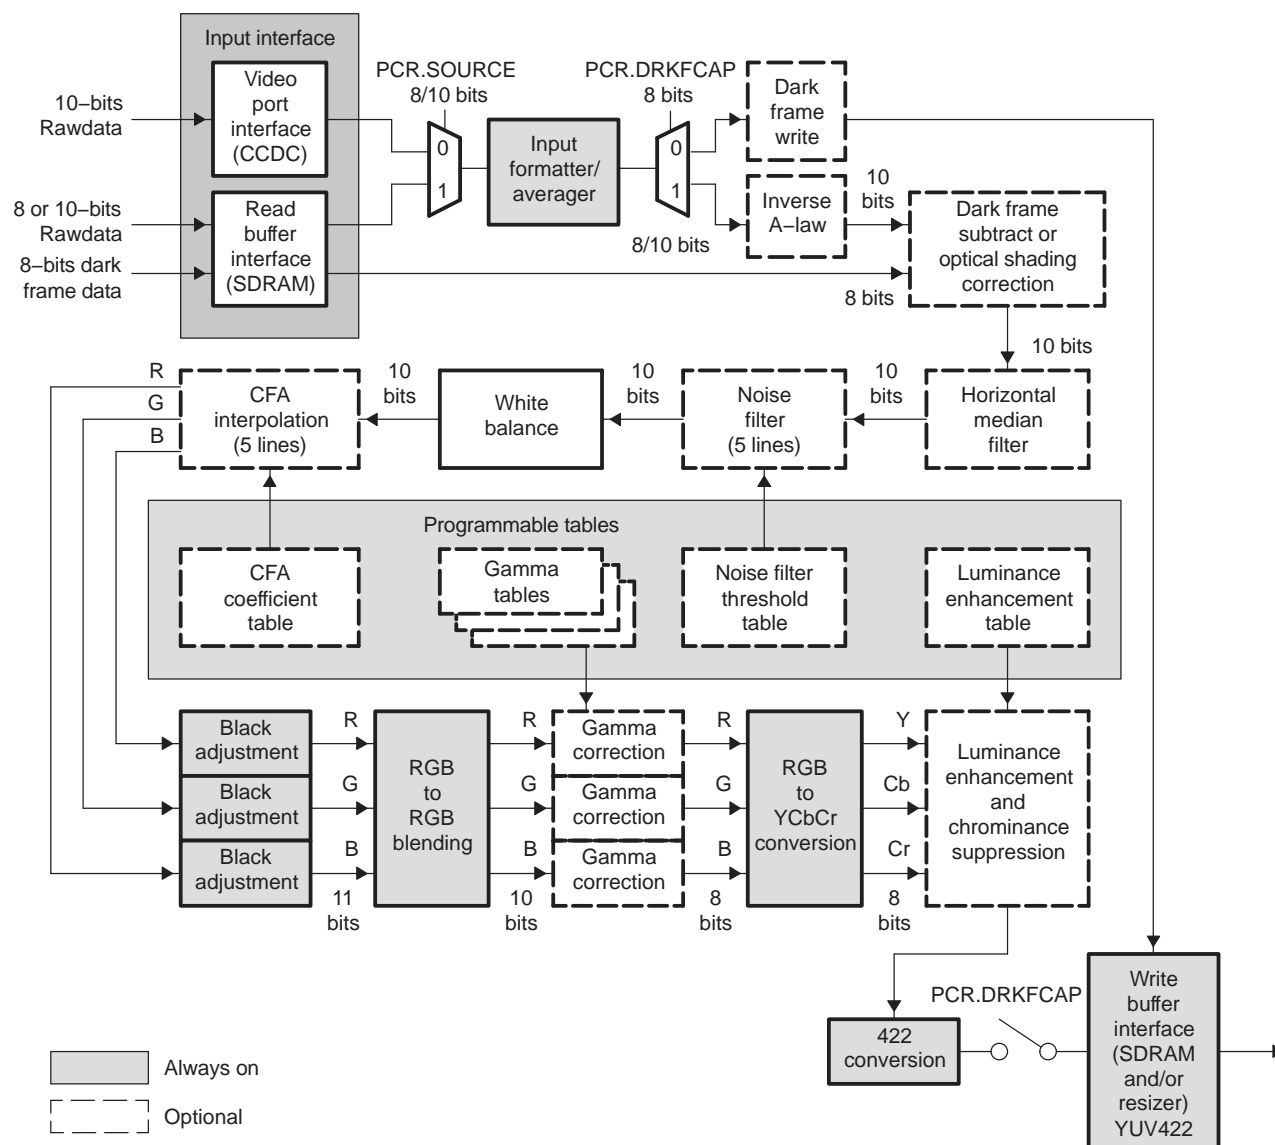 Input interface
Video
port
interface
(CCDC)
10–bits
Rawdata
Read
buffer
interface
(SDRAM)
8 or 10–bits
Rawdata
8–bits dark
frame data
PCR.SOURCE
8/10 bits
0
1
Input
formatter/
averager
PCR.DRKFCAP
8 bits
0
1
8/10 bits
Dark
frame
write
Inverse
A–law
10
bits
8 bits
Dark frame
subtract or
optical shading
correction
10 bits
R
G
B
CFA
interpolation
(5 lines)
10
bits
White
balance
10
bits
Noise
filter
(5 lines)
10
bits
Horizontal
median
filter
Programmable tables
CFA
coefficient
table
Gamma
tables
Noise filter
threshold
table
Luminance
enhancement
table
Black
adjustment
Black
adjustment
Black
adjustment
R
G
B
11
bits
RGB
to
RGB
blending
R
G
B
10
bits
Gamma
correction
Gamma
correction
Gamma
correction
R
G
B
8
bits
RGB
to
YCbCr
conversion
Y
Cb
Cr
8
bits
Luminance
enhancement
and
chrominance
suppression
422
conversion
PCR.DRKFCAP
Write
buffer
interface
(SDRAM
and/or
resizer)
YUV422
Always on
Optional